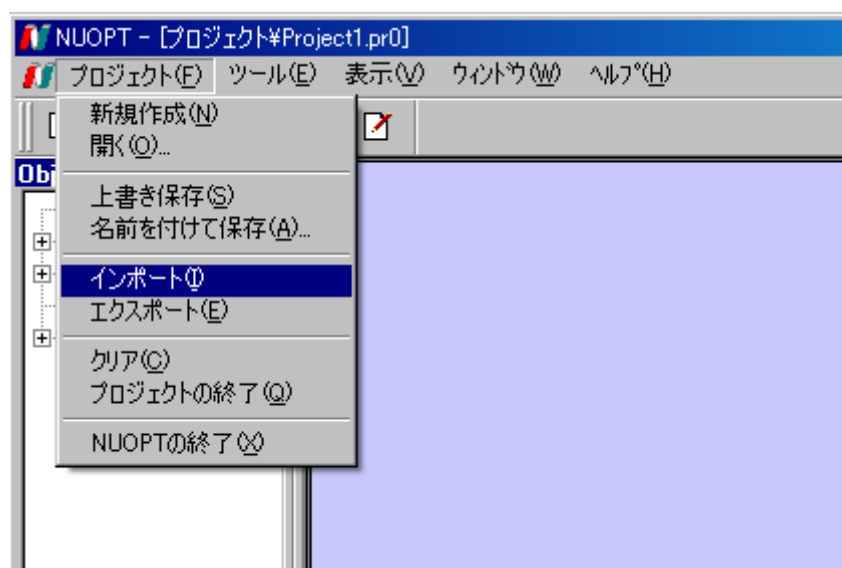 NUOPT - [プロジェクト¥Project1.pr0]
プロジェクト(F) ツール(E) 表示(V) ウィンドウ(W) ヘルプ(H)
新規作成(N)
開く(O)...
Obj
上書き保存(S)
名前を付けて保存(A)...
インポート(I)
エクスポート(E)
クリア(C)
プロジェクトの終了(Q)
NUOPTの終了(X)